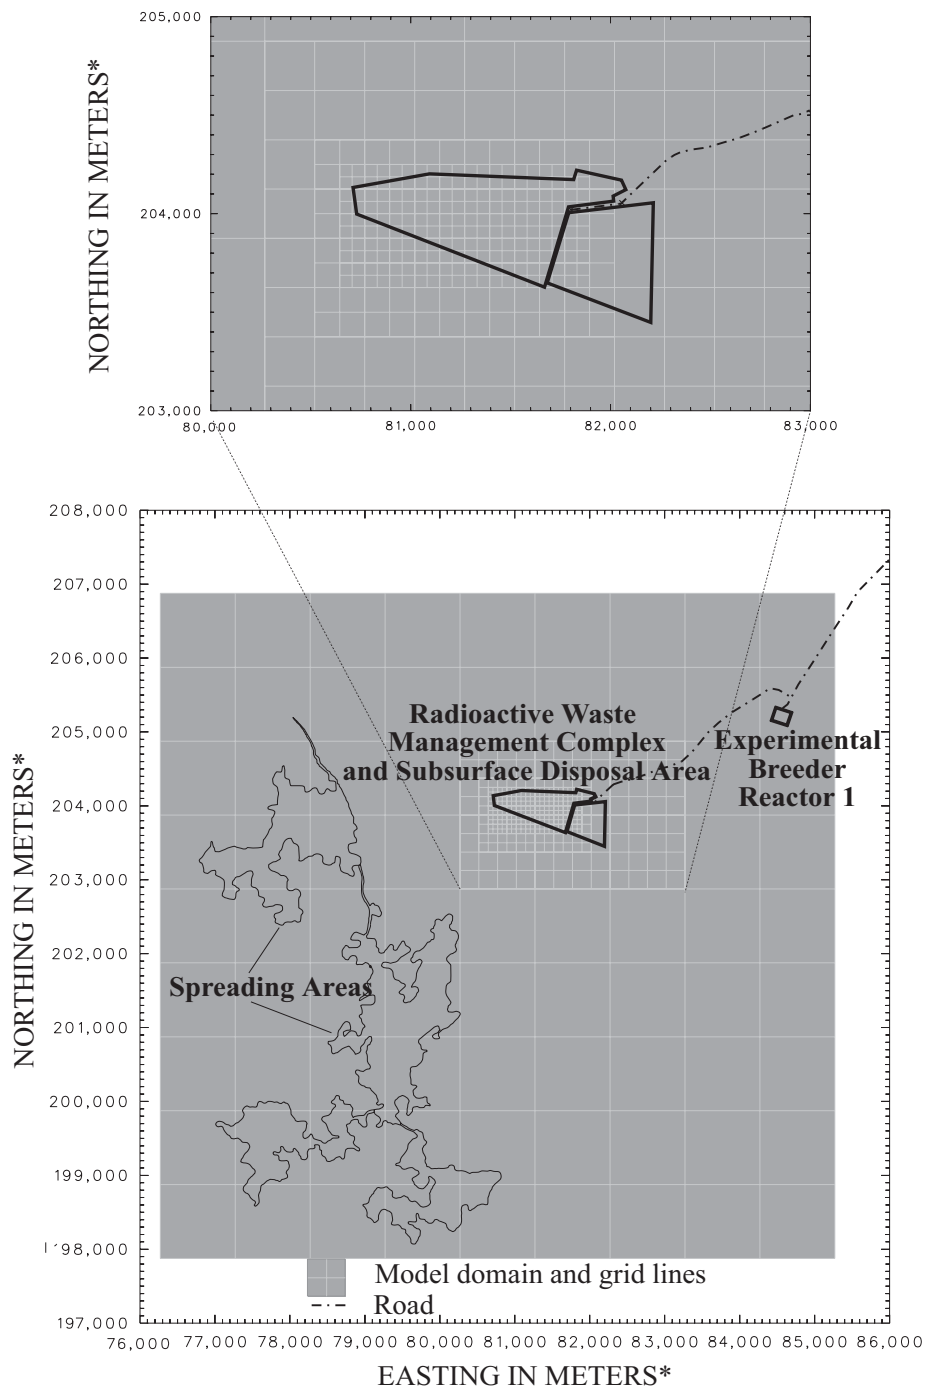 205,000
NORTHING IN METERS*
204,000
203,000
80,000
81,000
82,000
83,000
208,000
207,000
206,000
205,000
204,000
203,000
202,000
201,000
200,000
199,000
198,000
197,000
NORTHING IN METERS*
Radioactive Waste
Management Complex
and Subsurface Disposal Area
Experimental
Breeder
Reactor 1
Spreading Areas
Model domain and grid lines
Road
76,000
77,000
78,000
79,000
80,000
81,000
82,000
83,000
84,000
85,000
86,000
EASTING IN METERS*